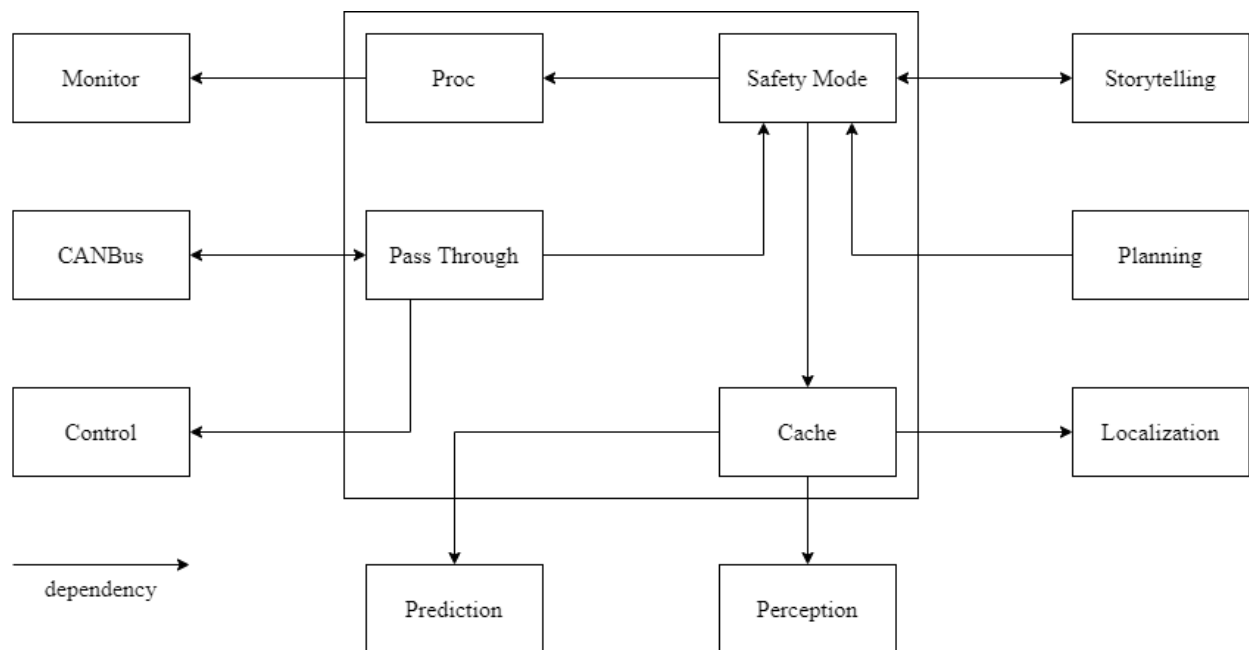 Monitor
Proc
Safety Mode
Storytelling
CANBus
Pass Through
Planning
Control
Cache
Localization
dependency
Prediction
Perception